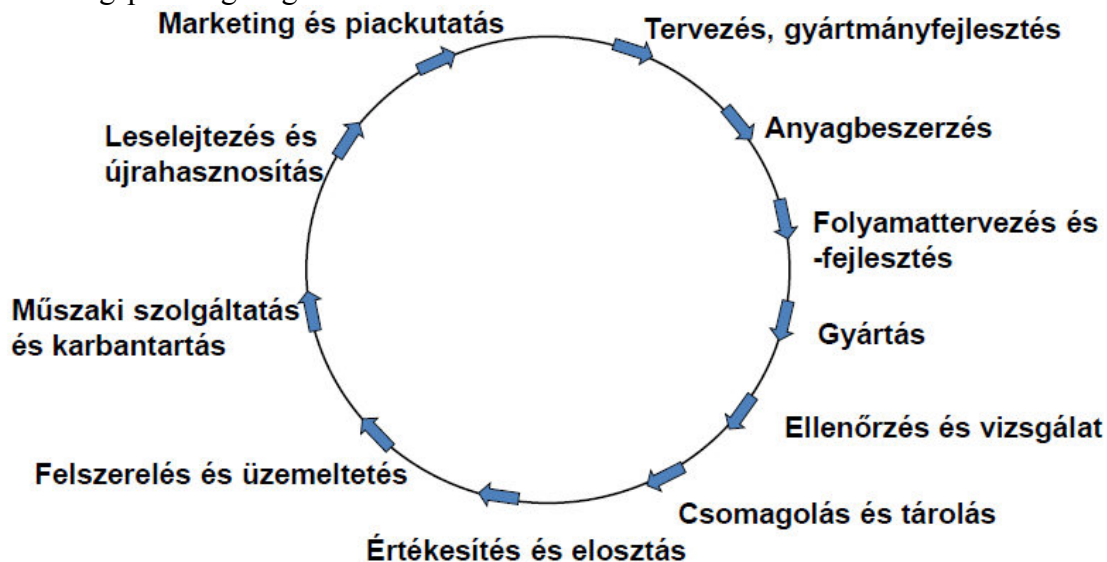 Marketing és piackutatás
Tervezés, gyártmányfejlesztés
Anyagbeszerzés
Folyamattervezés és
-fejlesztés
Gyártás
Ellenőrzés és vizsgálat
Csomagolás és tárolás
Értékesítés és elosztás
Felszerelés és üzemeltetés
Műszaki szolgáltatás
és karbantartás
Leselejtezés és
újrahasznosítás